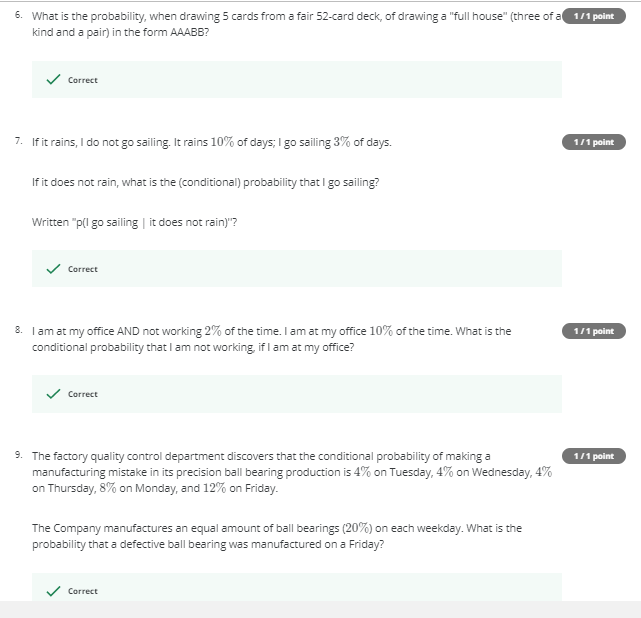 6. What is the probability, when drawing 5 cards from a fair 52-card deck, of drawing a "full house" (three of a 1 / 1 point
kind and a pair) in the form AAABB?
Correct
7. If it rains, I do not go sailing. It rains 10% of days; I go sailing 3% of days. 1 / 1 point
If it does not rain, what is the (conditional) probability that I go sailing?
Written "p(I go sailing | it does not rain)"?
Correct
8. I am at my office AND not working 2% of the time. I am at my office 10% of the time. What is the 1 / 1 point
conditional probability that I am not working, if I am at my office?
Correct
9. The factory quality control department discovers that the conditional probability of making a 1 / 1 point
manufacturing mistake in its precision ball bearing production is 4% on Tuesday, 4% on Wednesday, 4%
on Thursday, 8% on Monday, and 12% on Friday.
The Company manufactures an equal amount of ball bearings (20%) on each weekday. What is the
probability that a defective ball bearing was manufactured on a Friday?
Correct